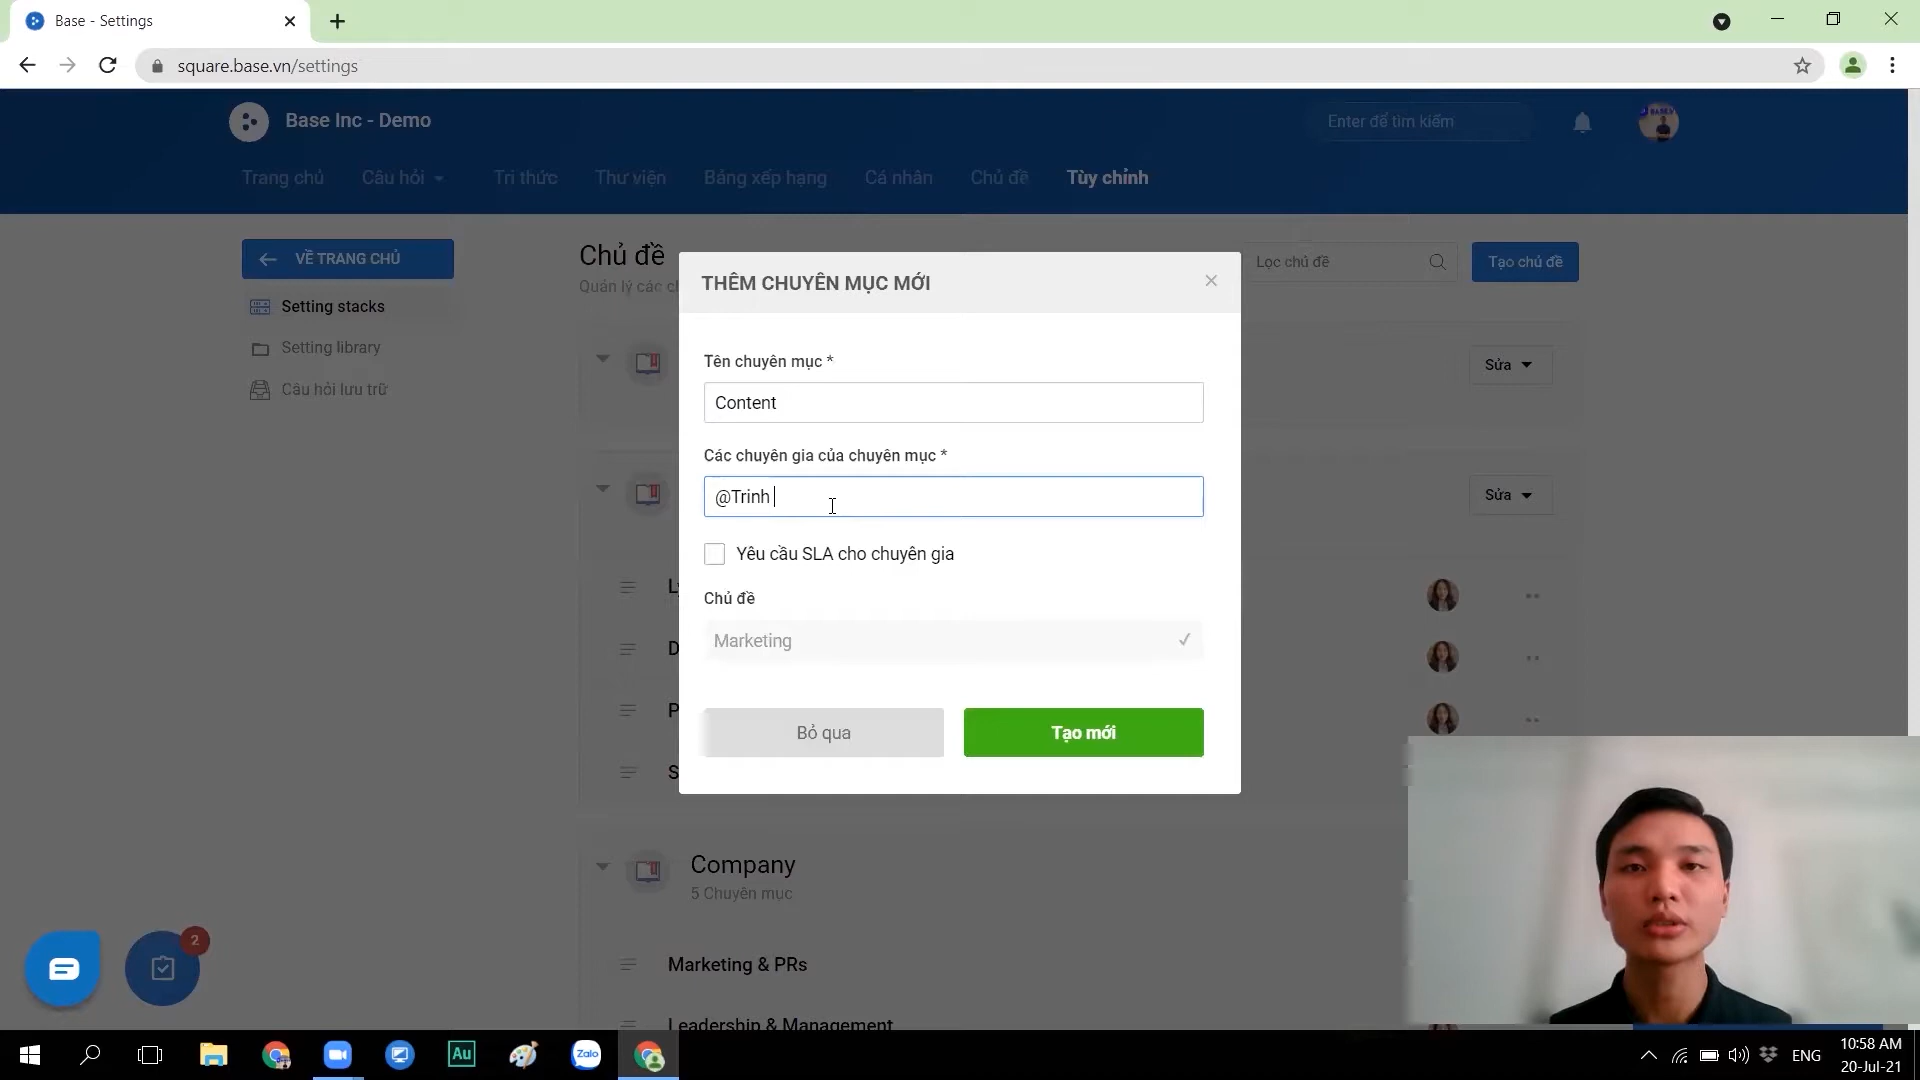 Base - Settings
square.base.vn/settings
Base Inc - Demo
Enter để tìm kiếm
Trang chủ
Câu hỏi
Tri thức
Thư viện
Bảng xếp hạng
Cá nhân
Chủ đề
Tùy chỉnh
VỀ TRANG CHỦ
Chủ đề
Lọc chủ đề
Tạo chủ đề
Quản lý các c
THÊM CHUYÊN MỤC MỚI
Setting stacks
Setting library
Câu hỏi lưu trữ
Tên chuyên mục *
Sửa
Content
Các chuyên gia của chuyên mục *
@Trinh
Sửa
Yêu cầu SLA cho chuyên gia
Chủ đề
Marketing
D
P
S
Bỏ qua
Tạo mới
Company
5 Chuyên mục
2
Marketing & PRs
Leadership & Management
Au
Zalo
ENG
10:58 AM
20-Jul-21